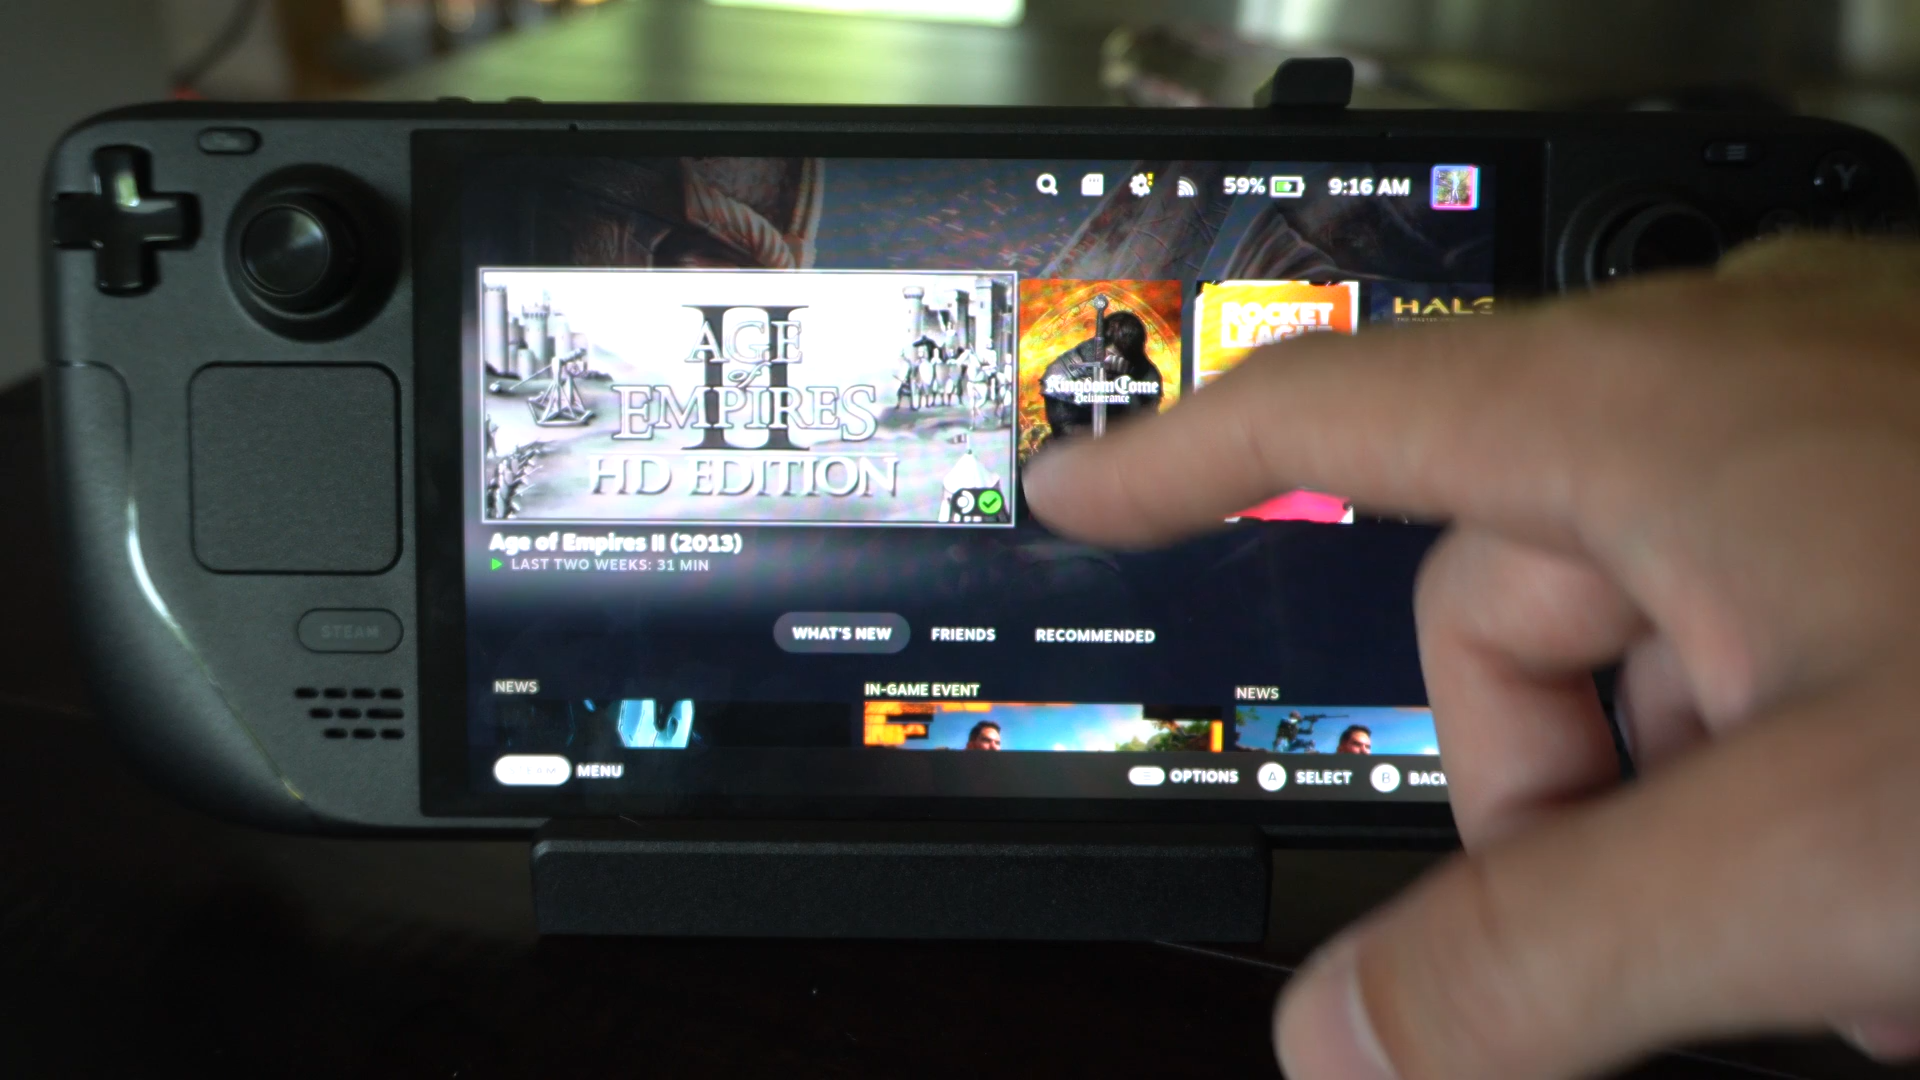 59%
9:16 AM
AGE
of
EMPIRES
II
HD EDITION
Kingdom Come
Deliverance
ROCKET
LEAGUE
HALO
Age of Empires II (2013)
LAST TWO WEEKS: 31 MIN
WHAT'S NEW
FRIENDS
RECOMMENDED
NEWS
IN-GAME EVENT
NEWS
STEAM
STEAM
MENU
OPTIONS
A
SELECT
B
BACK
Y